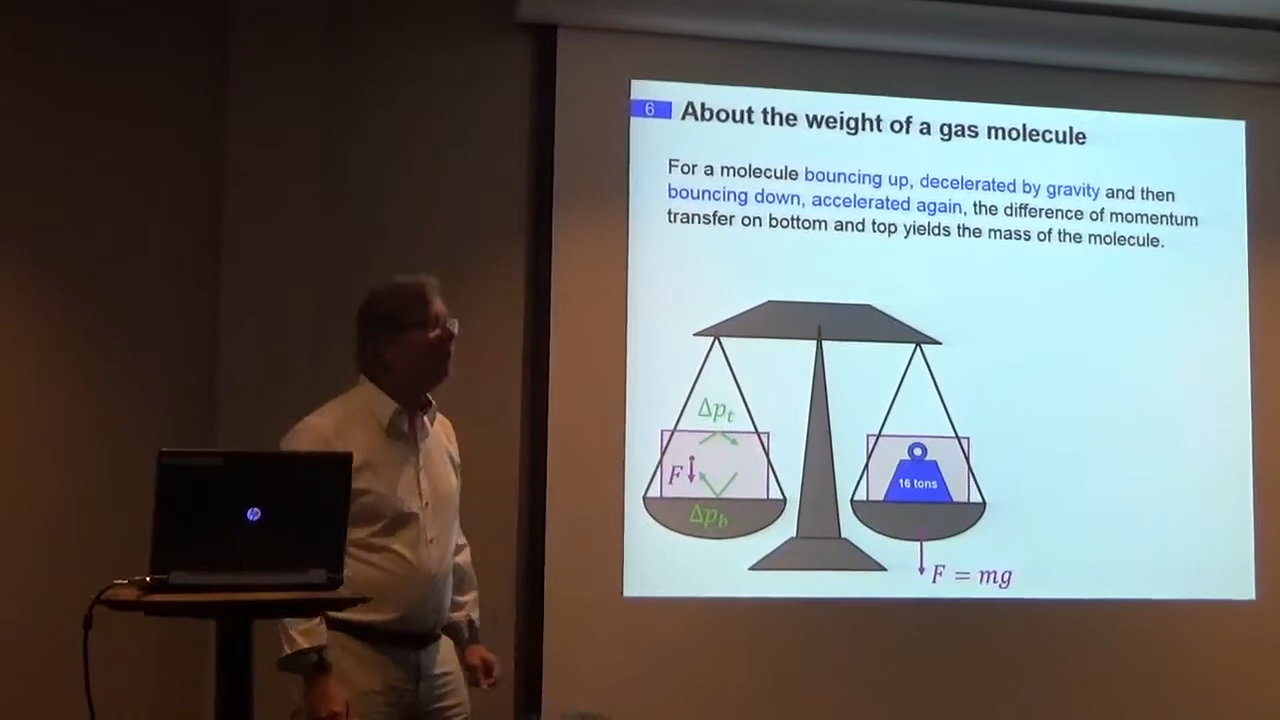 6 About the weight of a gas molecule
For a molecule bouncing up, decelerated by gravity and then
bouncing down, accelerated again, the difference of momentum
transfer on bottom and top yields the mass of the molecule.
Δpₜ
F
16 tons
Δp_b
F = mg
hp